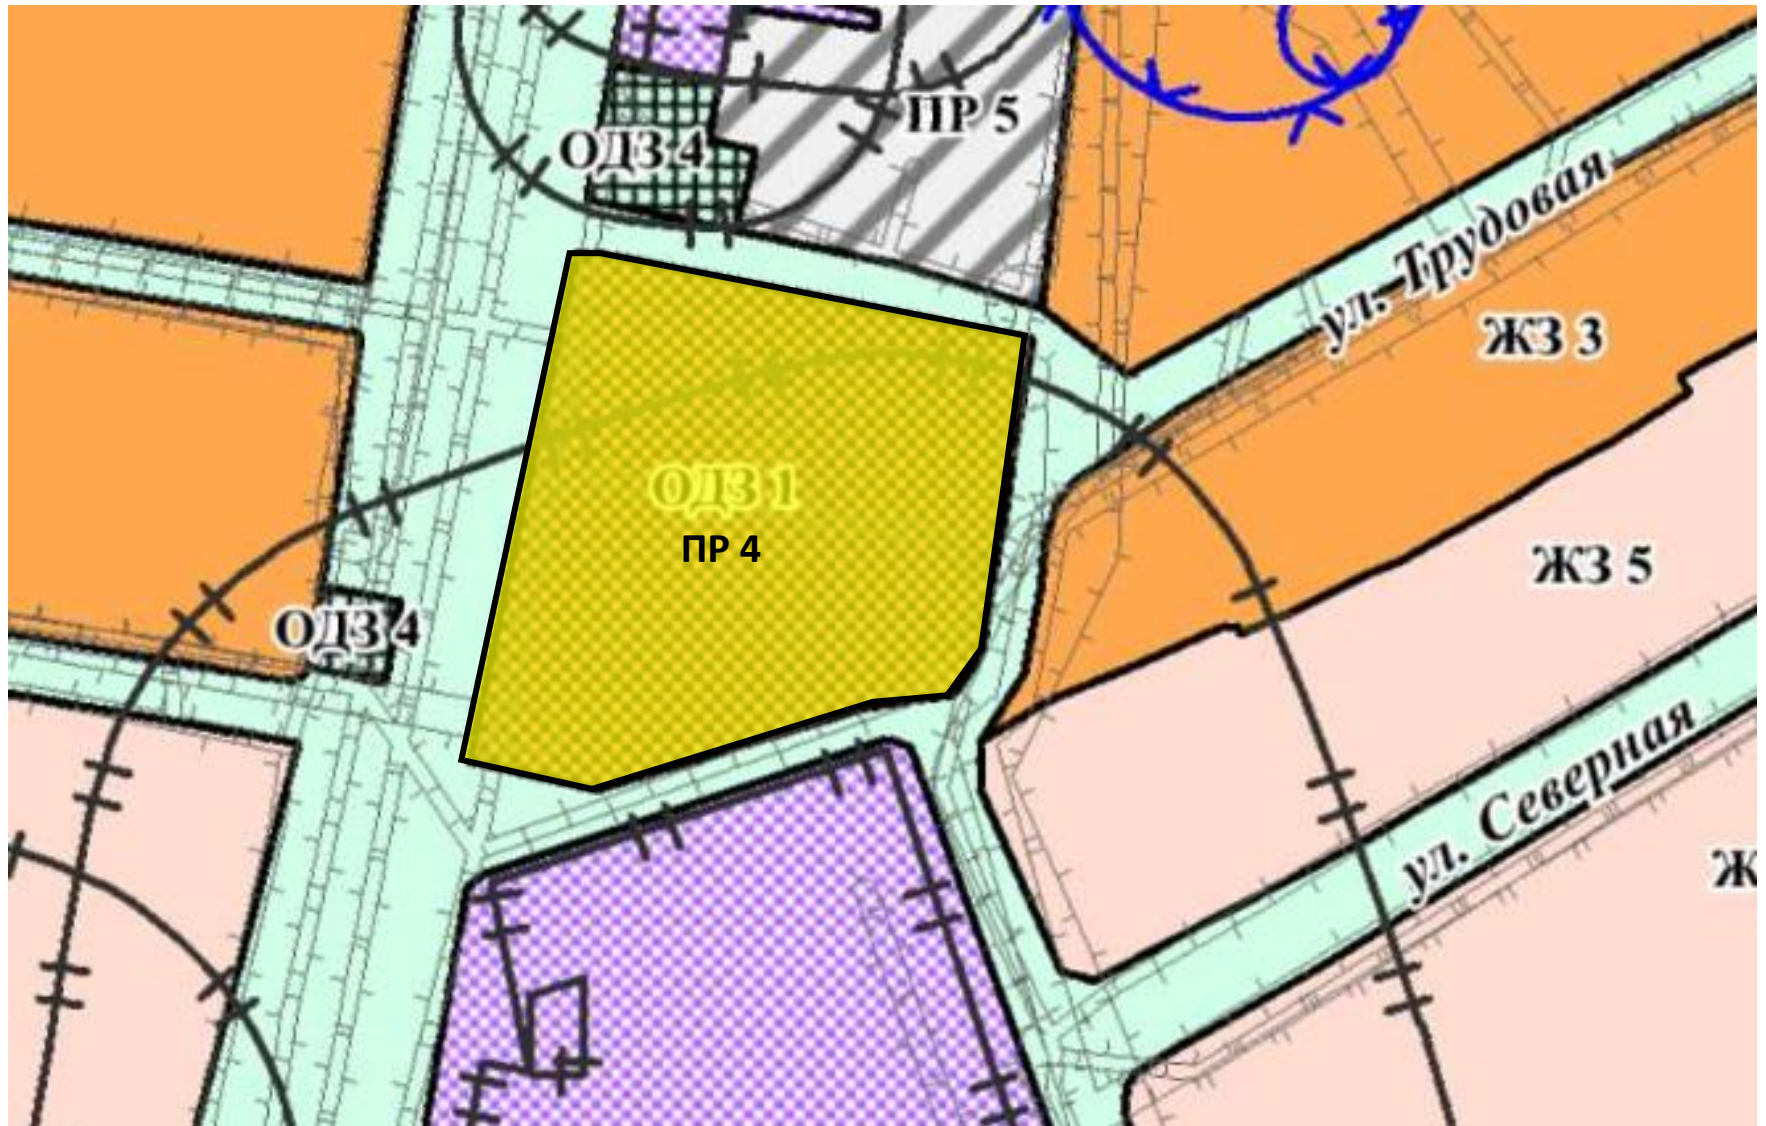 ПР 5
ОДЗ 4
ул. Трудовая
ЖЗ 3
ОДЗ 1
ПР 4
ЖЗ 5
ОДЗ 4
ул. Северная
Ж